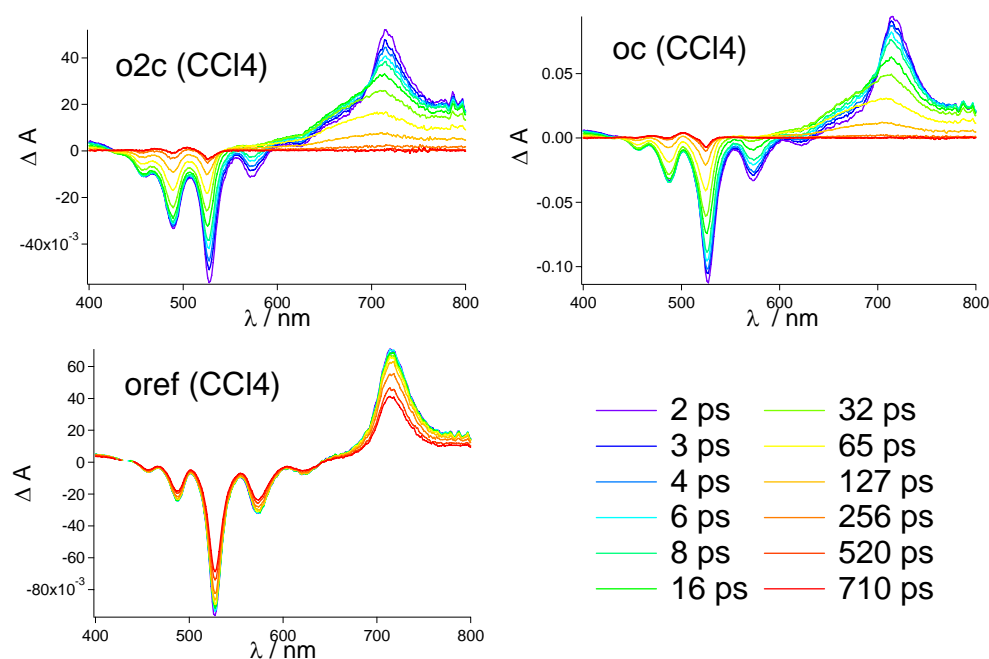 o2c (CCl4)
Δ A
40
20
0
-20
-40x10⁻³
400
500
600
700
800
λ / nm
oc (CCl4)
Δ A
0.05
0.00
-0.05
-0.10
400
500
600
700
800
λ / nm
oref (CCl4)
Δ A
60
40
20
0
-20
-40
-60
-80x10⁻³
400
500
600
700
800
λ / nm
2 ps
3 ps
4 ps
6 ps
8 ps
16 ps
32 ps
65 ps
127 ps
256 ps
520 ps
710 ps